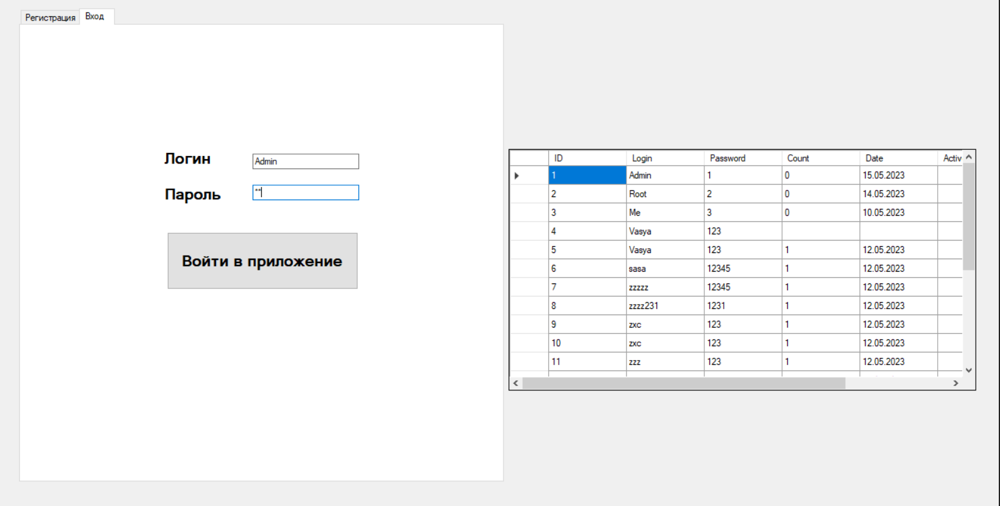 Регистрация Вход
Логин Admin
Пароль **
Войти в приложение
ID Login Password Count Date Activ
1 Admin 1 0 15.05.2023
2 Root 2 0 14.05.2023
3 Me 3 0 10.05.2023
4 Vasya 123
5 Vasya 123 1 12.05.2023
6 sasa 12345 1 12.05.2023
7 zzzzz 12345 1 12.05.2023
8 zzzz231 1231 1 12.05.2023
9 zxc 123 1 12.05.2023
10 zxc 123 1 12.05.2023
11 zzz 123 1 12.05.2023